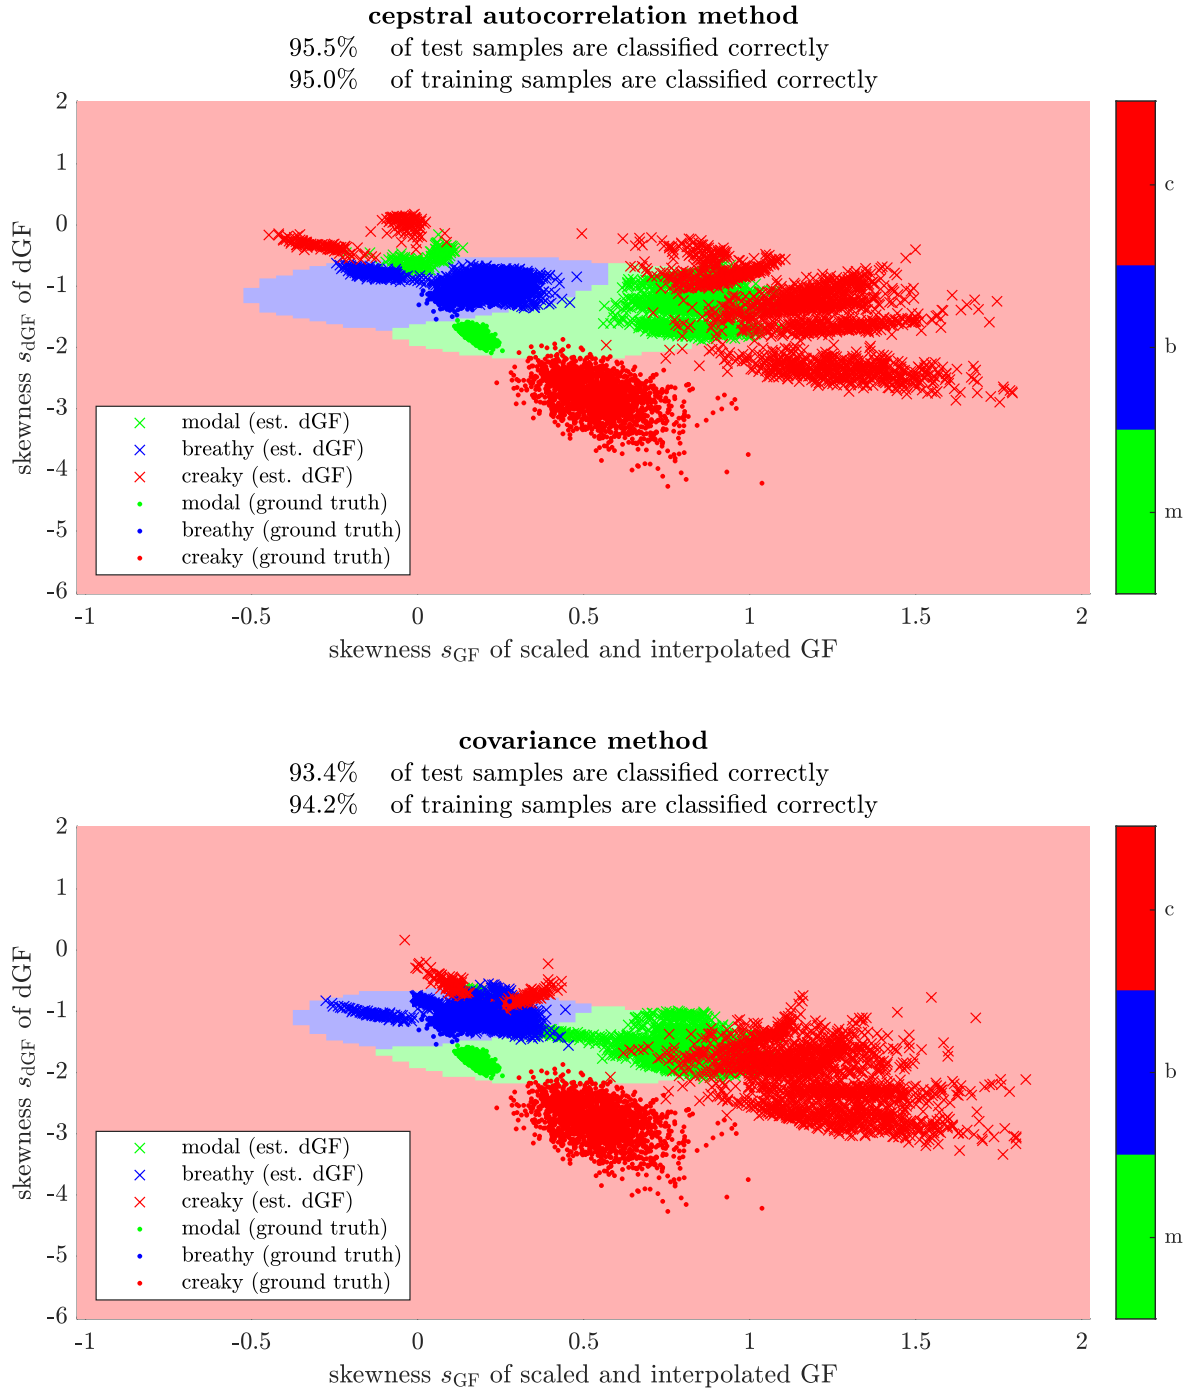 cepstral autocorrelation method
95.5% of test samples are classified correctly
95.0% of training samples are classified correctly
2
1
0
-1
-2
-3
-4
-5
-6
skewness sdGF of dGF
modal (est. dGF)
breathy (est. dGF)
creaky (est. dGF)
modal (ground truth)
breathy (ground truth)
creaky (ground truth)
c
b
m
-1 -0.5 0 0.5 1 1.5 2
skewness sGF of scaled and interpolated GF
covariance method
93.4% of test samples are classified correctly
94.2% of training samples are classified correctly
2
1
0
-1
-2
-3
-4
-5
-6
skewness sdGF of dGF
modal (est. dGF)
breathy (est. dGF)
creaky (est. dGF)
modal (ground truth)
breathy (ground truth)
creaky (ground truth)
c
b
m
-1 -0.5 0 0.5 1 1.5 2
skewness sGF of scaled and interpolated GF